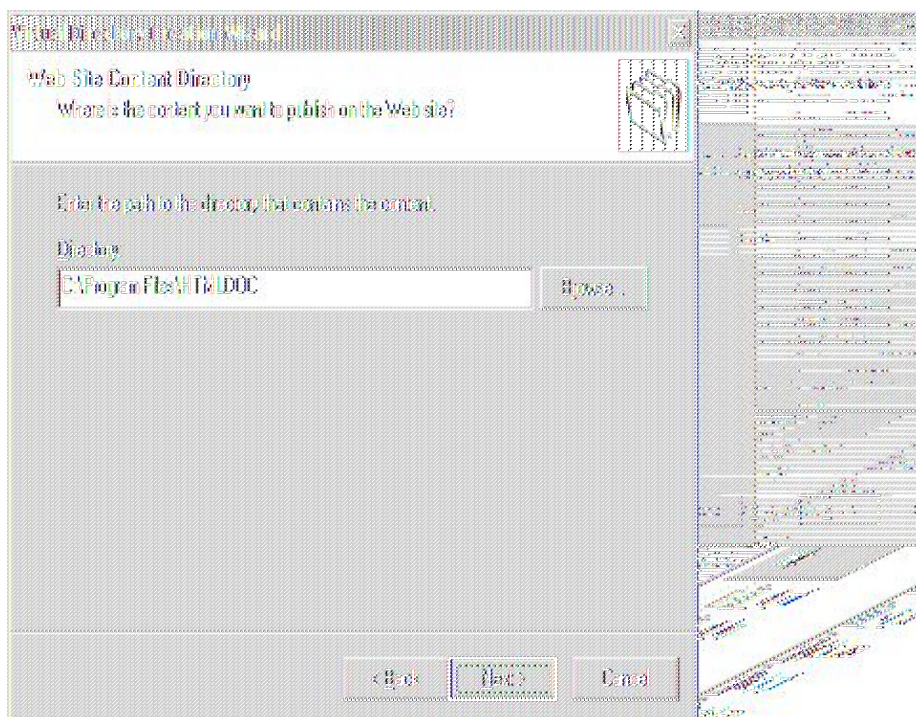 Virtual Directory Creation Wizard
Web Site Content Directory
Where is the content you want to publish on the Web site?
Enter the path to the directory that contains the content.
Directory
C:\Program Files\HTMLDOC
Browse...
< Back
Next >
Cancel